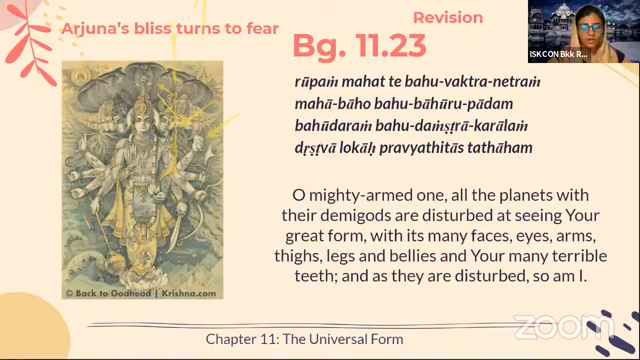 Arjuna's bliss turns to fear
Revision
Bg. 11.23
ISKCON Bkk R...
rūpaṁ mahat te bahu-vaktra-netraṁ
mahā-bāho bahu-bāhūru-pādam
bahūdaraṁ bahu-daṁṣṭrā-karālaṁ
dṛṣṭvā lokāḥ pravyathitās tathāham
O mighty-armed one, all the planets with
their demigods are disturbed at seeing Your
great form, with its many faces, eyes, arms,
thighs, legs and bellies and Your many terrible
teeth; and as they are disturbed, so am I.
© Back to Godhead | Krishna.com
Chapter 11: The Universal Form
zoom